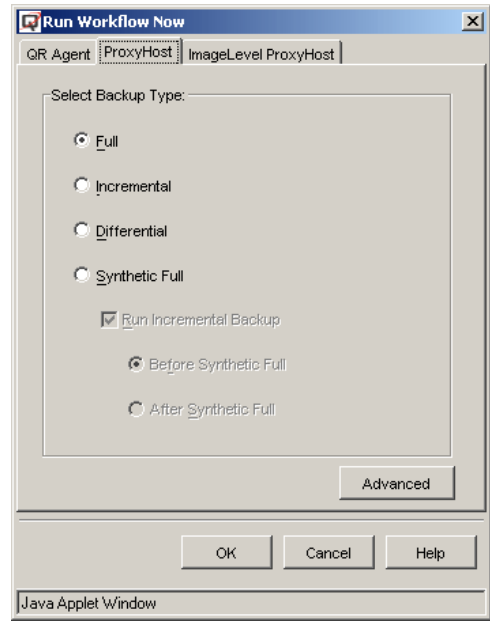 Run Workflow Now
QR Agent ProxyHost ImageLevel ProxyHost
Select Backup Type:
Full
Incremental
Differential
Synthetic Full
Run Incremental Backup
Before Synthetic Full
After Synthetic Full
Advanced
OK Cancel Help
Java Applet Window